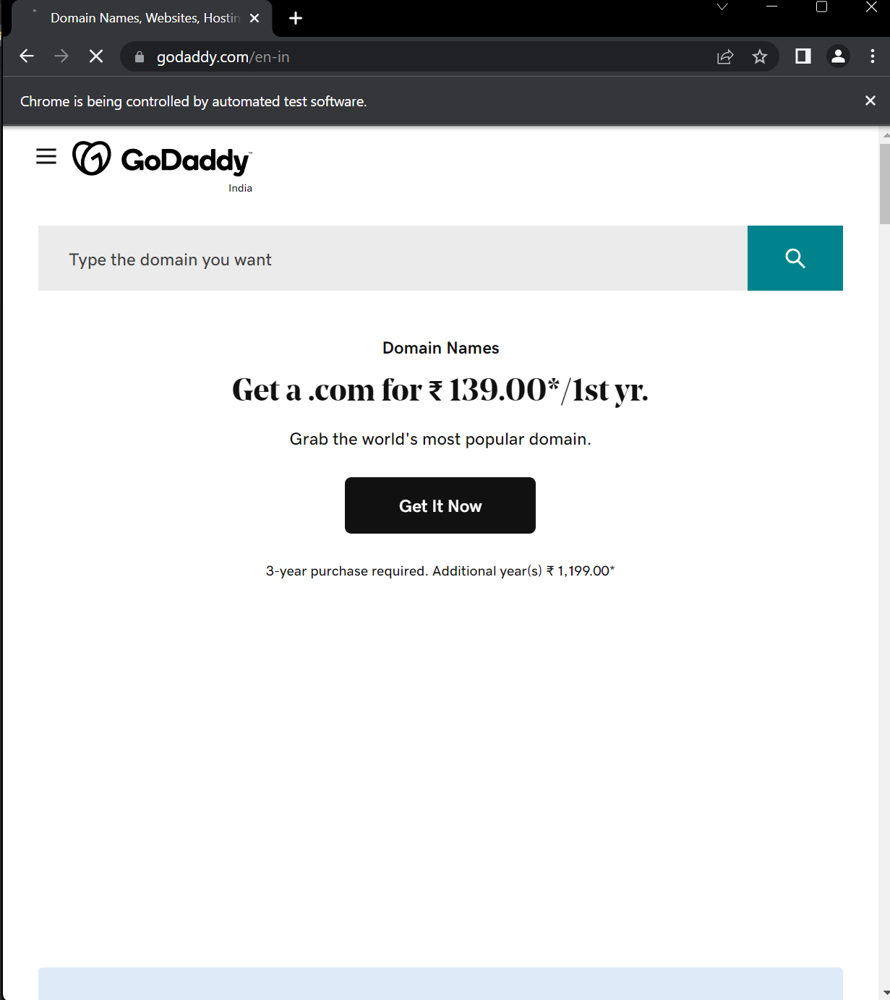 Domain Names, Websites, Hostin
godaddy.com/en-in
Chrome is being controlled by automated test software.
GoDaddy™
India
Type the domain you want
Domain Names
Get a .com for ₹ 139.00*/1st yr.
Grab the world's most popular domain.
Get It Now
3-year purchase required. Additional year(s) ₹ 1,199.00*